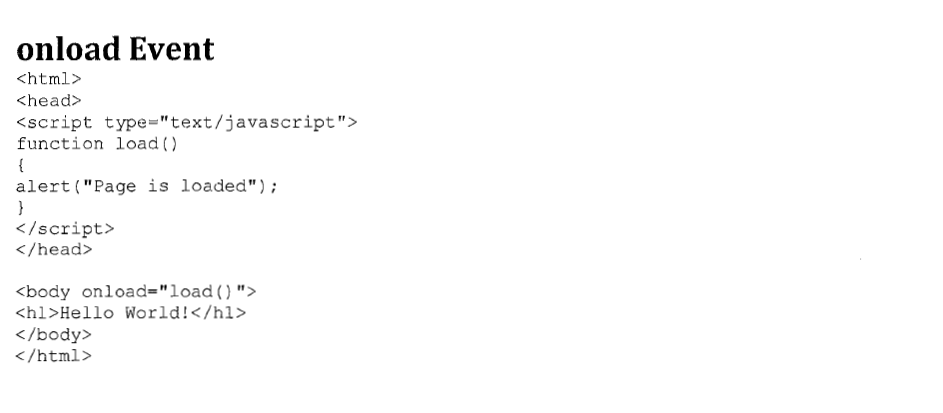 onload Event
<html>
<head>
<script type="text/javascript">
function load()
{
alert("Page is loaded");
}
</script>
</head>
<body onload="load()">
<h1>Hello World!</h1>
</body>
</html>